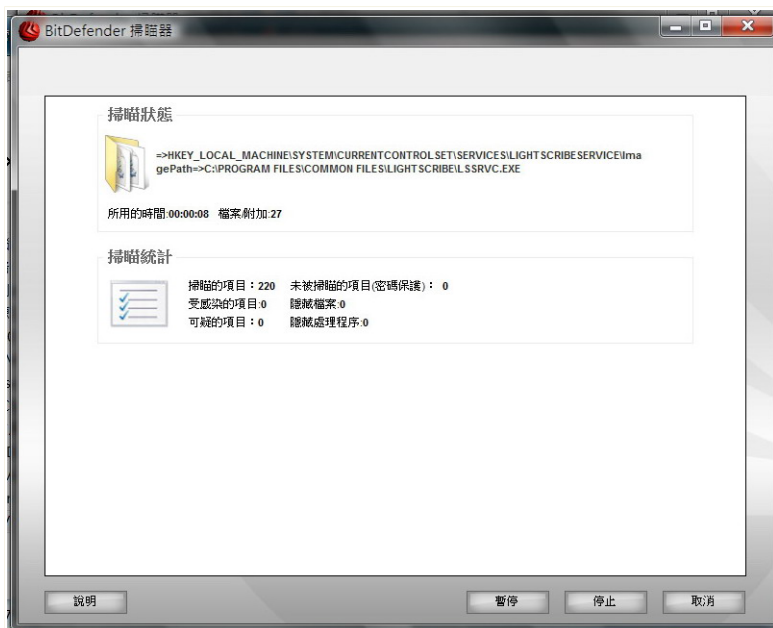 BitDefender 掃瞄器
掃瞄狀態
=>HKEY_LOCAL_MACHINE\SYSTEM\CURRENTCONTROLSET\SERVICES\LIGHTSCRIBESERVICE\Ima
gePath=>C:\PROGRAM FILES\COMMON FILES\LIGHTSCRIBE\LSSRVC.EXE
所用的時間:00:00:08 檔案/附加:27
掃瞄統計
掃瞄的項目：220 未被掃瞄的項目(密碼保護)： 0
受感染的項目:0 隱藏檔案:0
可疑的項目：0 隱藏處理程序:0
說明 暫停 停止 取消